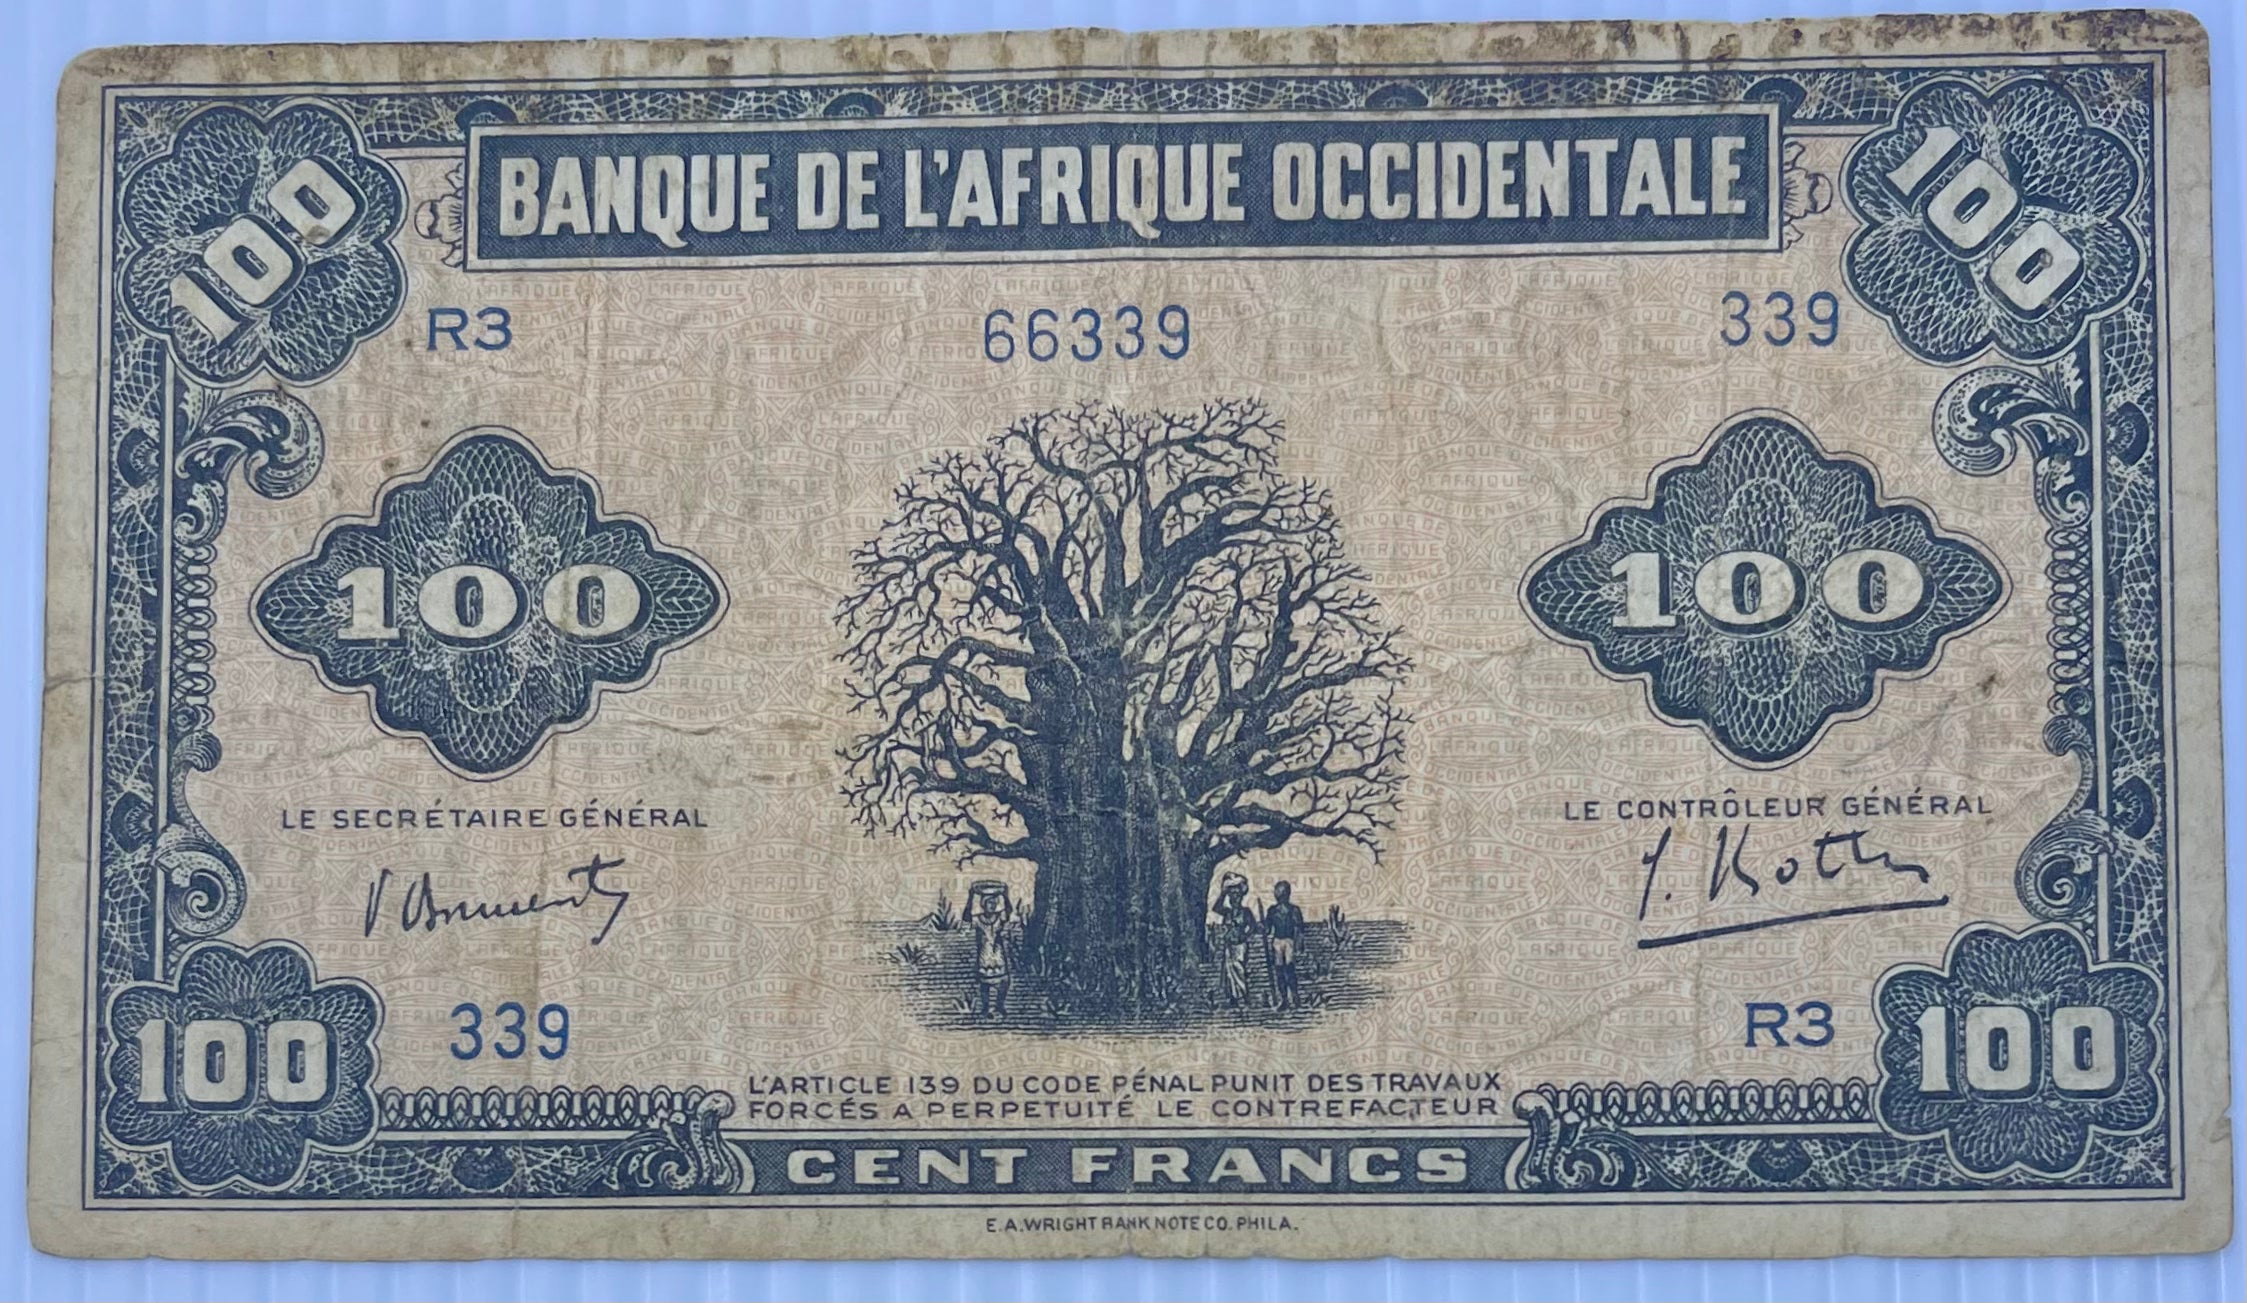 100
BANQUE DE L'AFRIQUE OCCIDENTALE
100
R3
66339
339
100
100
LE SECRÉTAIRE GÉNÉRAL
LE CONTRÔLEUR GÉNÉRAL
339
R3
100
100
L'ARTICLE 139 DU CODE PÉNAL PUNIT DES TRAVAUX
FORCÉS A PERPETUITÉ LE CONTREFACTEUR
CENT FRANCS
E.A.WRIGHT BANK NOTE CO. PHILA.